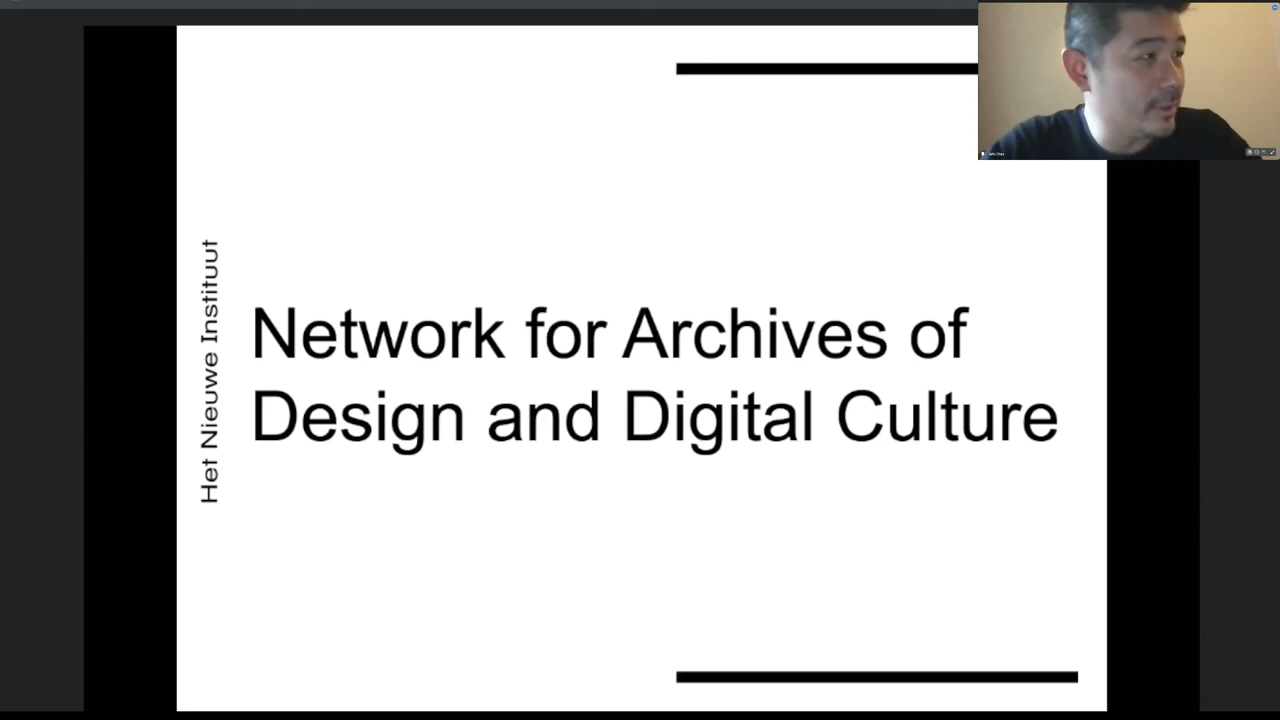 Het Nieuwe Instituut
Network for Archives of
Design and Digital Culture